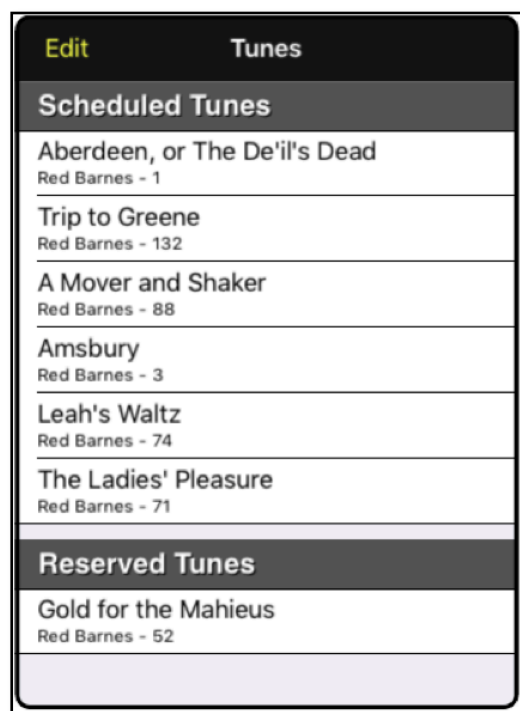 Edit
Tunes
Scheduled Tunes
Aberdeen, or The De'il's Dead
Red Barnes - 1
Trip to Greene
Red Barnes - 132
A Mover and Shaker
Red Barnes - 88
Amsbury
Red Barnes - 3
Leah's Waltz
Red Barnes - 74
The Ladies' Pleasure
Red Barnes - 71
Reserved Tunes
Gold for the Mahieus
Red Barnes - 52